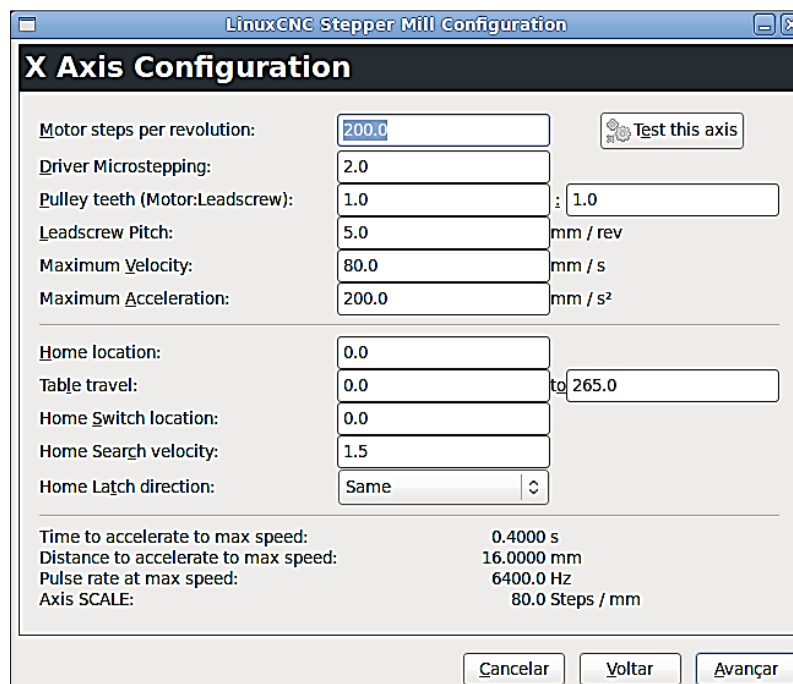 LinuxCNC Stepper Mill Configuration
X Axis Configuration
Motor steps per revolution: 200.0 Test this axis
Driver Microstepping: 2.0
Pulley teeth (Motor:Leadscrew): 1.0 : 1.0
Leadscrew Pitch: 5.0 mm / rev
Maximum Velocity: 80.0 mm / s
Maximum Acceleration: 200.0 mm / s²
Home location: 0.0
Table travel: 0.0 to 265.0
Home Switch location: 0.0
Home Search velocity: 1.5
Home Latch direction: Same
Time to accelerate to max speed: 0.4000 s
Distance to accelerate to max speed: 16.0000 mm
Pulse rate at max speed: 6400.0 Hz
Axis SCALE: 80.0 Steps / mm
Cancelar Voltar Avançar